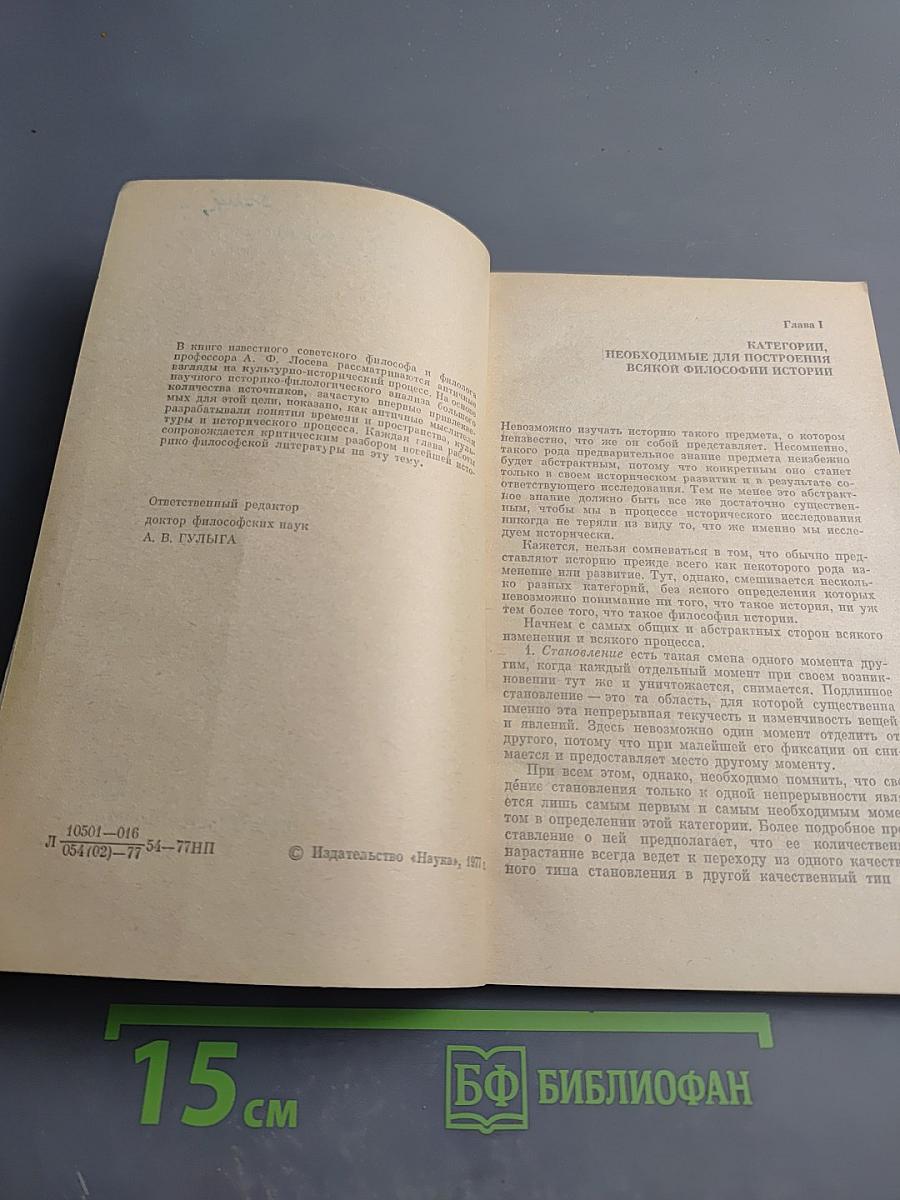 В книге известного советского философа и филолога
профессора А. Ф. Лосева рассматриваются античные
взгляды на культурно-исторический процесс. На основе
научного историко-филологического анализа большого
количества источников, зачастую впервые привлекае-
мых для этой цели, показано, как античные мыслители
разрабатывали понятия времени и пространства, куль-
туры и исторического процесса. Каждая глава работы
сопровождается критическим разбором новейшей исто-
рико философской литературы на эту тему.
Ответственный редактор
доктор философских наук
А. В. ГУЛЫГА
Л 10501—016
054(02)—77 54—77НП
© Издательство «Наука», 1977 г.
Глава I
КАТЕГОРИИ,
НЕОБХОДИМЫЕ ДЛЯ ПОСТРОЕНИЯ
ВСЯКОЙ ФИЛОСОФИИ ИСТОРИИ
Невозможно изучать историю такого предмета, о котором
неизвестно, что же он собой представляет. Несомненно,
такого рода предварительное знание предмета неизбежно
будет абстрактным, потому что конкретным оно станет
только в своем историческом развитии и в результате со-
ответствующего исследования. Тем не менее это абстракт-
ное знание должно быть все же достаточно существен-
ным, чтобы мы в процессе исторического исследования
никогда не теряли из виду то, что же именно мы иссле-
дуем исторически.
Кажется, нельзя сомневаться в том, что обычно пред-
ставляют историю прежде всего как некоторого рода из-
менение или развитие. Тут, однако, смешивается несколь-
ко разных категорий, без ясного определения которых
невозможно понимание ни того, что такое история, ни уж
тем более того, что такое философия истории.
Начнем с самых общих и абстрактных сторон всякого
изменения и всякого процесса.
1. Становление есть такая смена одного момента дру-
гим, когда каждый отдельный момент при своем возник-
новении тут же и уничтожается, снимается. Подлинное
становление — это та область, для которой существенна
именно эта непрерывная текучесть и изменчивость вещей
и явлений. Здесь невозможно один момент отделить от
другого, потому что при малейшей его фиксации он сни-
мается и предоставляет место другому моменту.
При всем этом, однако, необходимо помнить, что све
дение становления только к одной непрерывности явля
ется лишь самым первым и самым необходимым моме
том в определении этой категории. Более подробное пре
ставление о ней предполагает, что ее количествен
нарастание всегда ведет к переходу из одного качеств
ного типа становления в другой качественный тип
15 см
БФ БИБЛИОФАН